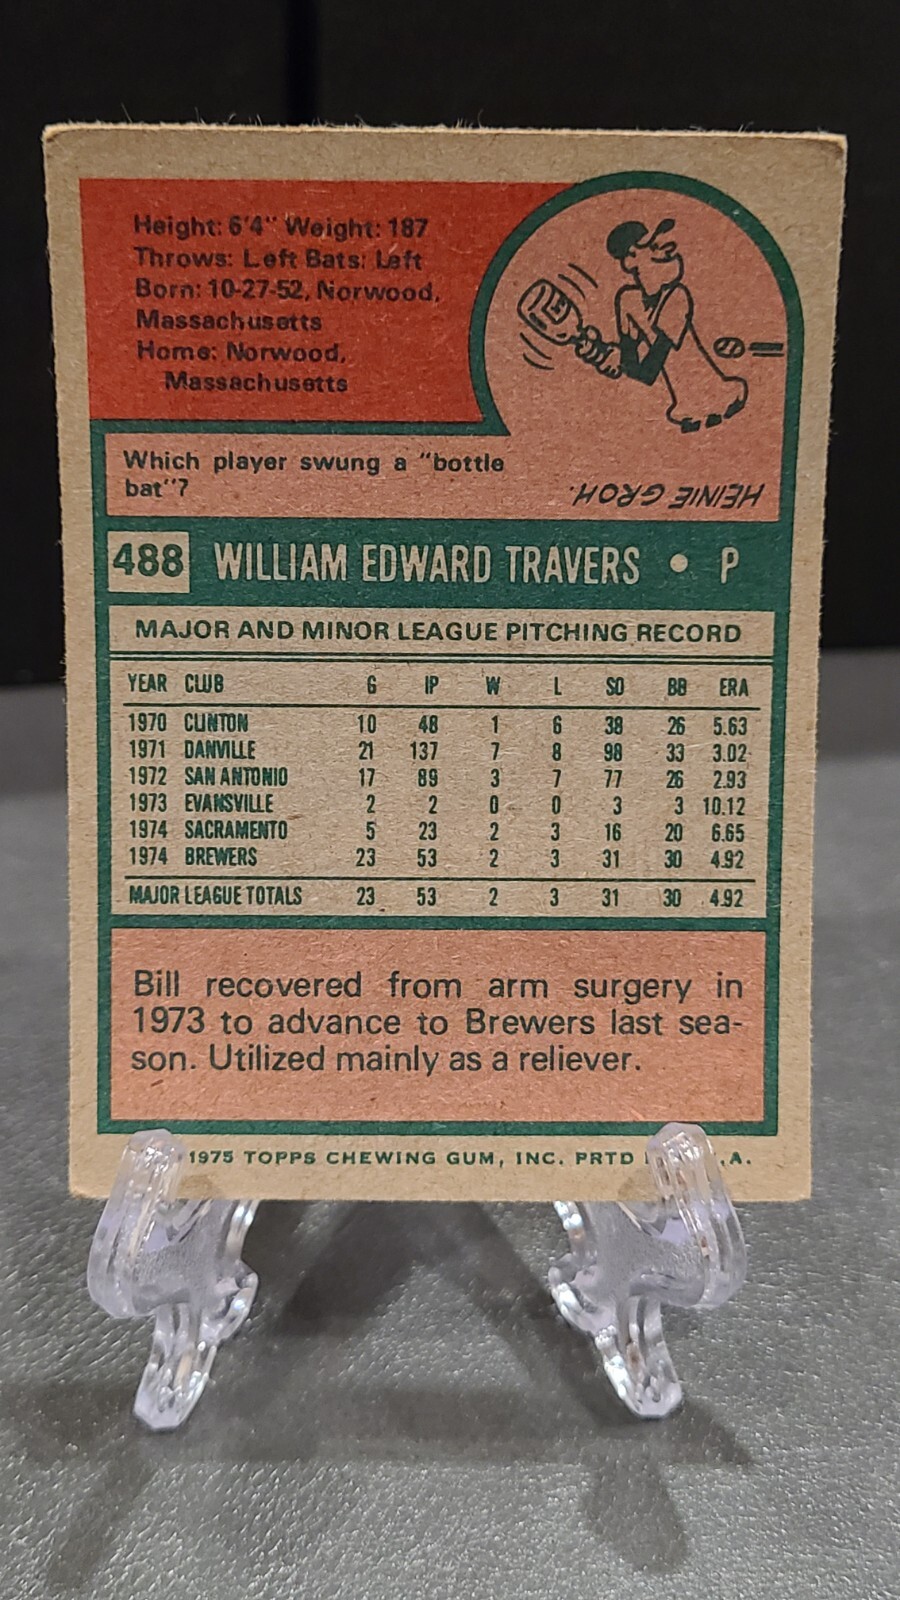 Height: 6'4" Weight: 187
Throws: Left Bats: Left
Born: 10-27-52, Norwood,
Massachusetts
Home: Norwood,
Massachusetts
Which player swung a "bottle
bat"?
HEINIE GROH.
488 WILLIAM EDWARD TRAVERS • P
MAJOR AND MINOR LEAGUE PITCHING RECORD
YEAR CLUB G IP W L SO BB ERA
1970 CLINTON 10 48 1 6 38 26 5.63
1971 DANVILLE 21 137 7 8 98 33 3.02
1972 SAN ANTONIO 17 89 3 7 77 26 2.93
1973 EVANSVILLE 2 2 0 0 3 3 10.12
1974 SACRAMENTO 5 23 2 3 16 20 6.65
1974 BREWERS 23 53 2 3 31 30 4.92
MAJOR LEAGUE TOTALS 23 53 2 3 31 30 4.92
Bill recovered from arm surgery in
1973 to advance to Brewers last sea-
son. Utilized mainly as a reliever.
1975 TOPPS CHEWING GUM, INC. PRTD A.